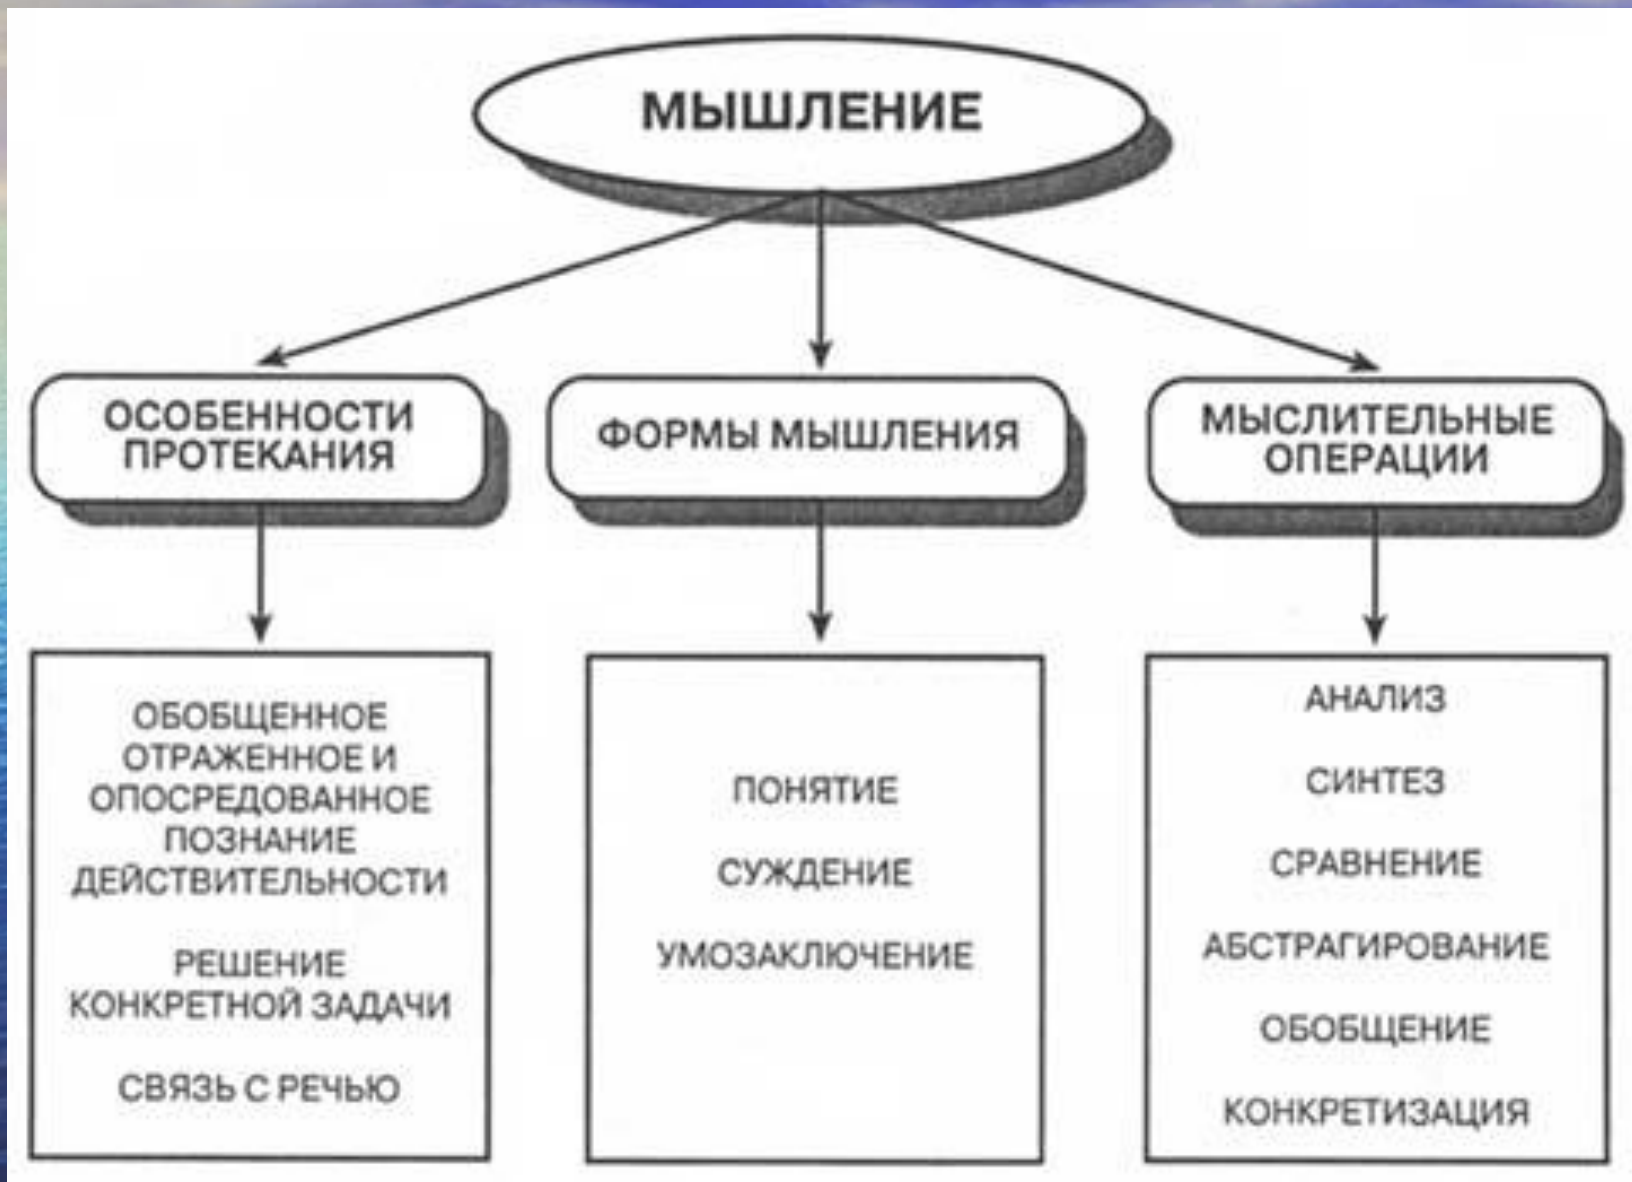 МЫШЛЕНИЕ
ОСОБЕННОСТИ
ПРОТЕКАНИЯ
ФОРМЫ МЫШЛЕНИЯ
МЫСЛИТЕЛЬНЫЕ
ОПЕРАЦИИ
ОБОБЩЕННОЕ
ОТРАЖЕННОЕ И
ОПОСРЕДОВАННОЕ
ПОЗНАНИЕ
ДЕЙСТВИТЕЛЬНОСТИ
РЕШЕНИЕ
КОНКРЕТНОЙ ЗАДАЧИ
СВЯЗЬ С РЕЧЬЮ
ПОНЯТИЕ
СУЖДЕНИЕ
УМОЗАКЛЮЧЕНИЕ
АНАЛИЗ
СИНТЕЗ
СРАВНЕНИЕ
АБСТРАГИРОВАНИЕ
ОБОБЩЕНИЕ
КОНКРЕТИЗАЦИЯ